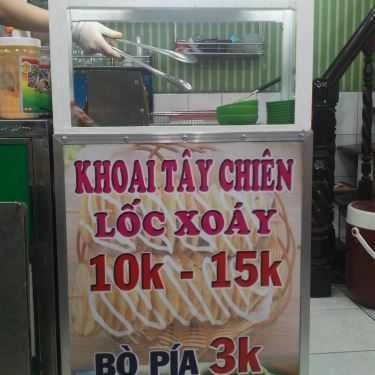 KHOAI TÂY CHIÊN
LỐC XOÁY
10k - 15k
BÒ PÍA 3k